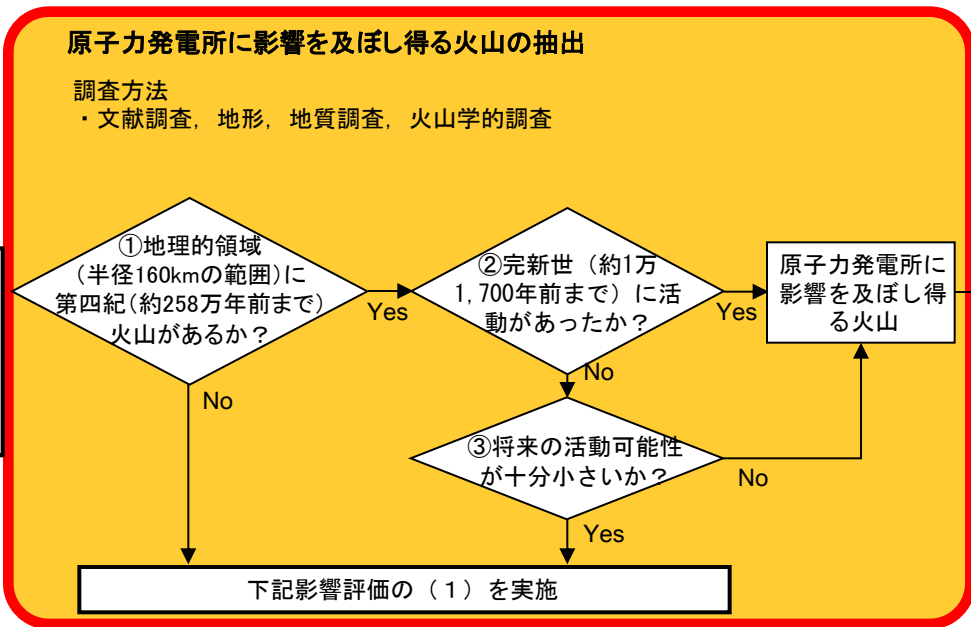 原子力発電所に影響を及ぼし得る火山の抽出
調査方法
・文献調査，地形，地質調査，火山学的調査
①地理的領域
（半径160kmの範囲）に
第四紀（約258万年前まで）
火山があるか？
Yes
No
②完新世（約1万
1,700年前まで）に活
動があったか？
Yes
No
原子力発電所に
影響を及ぼし得
る火山
③将来の活動可能性
が十分小さいか？
No
Yes
下記影響評価の（１）を実施